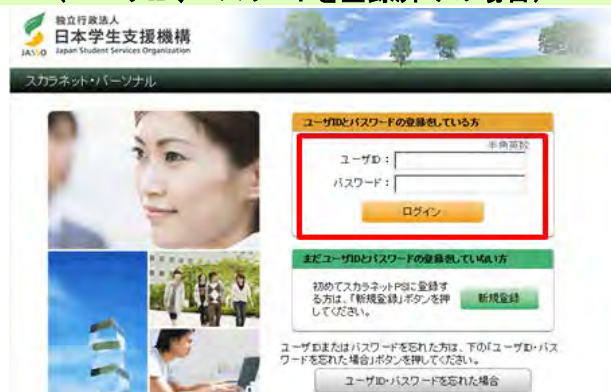 独立行政法人
日本学生支援機構
JASSO Japan Student Services Organization
スカラネット・パーソナル
ユーザIDとパスワードの登録をしている方
半角英数
ユーザID：
パスワード：
ログイン
まだユーザIDとパスワードの登録をしていない方
初めてスカラネットPSに登録す
る方は、「新規登録」ボタンを押
してください。
新規登録
ユーザIDまたはパスワードを忘れた方は、下の「ユーザID・パス
ワードを忘れた場合」ボタンを押してください。
ユーザID・パスワードを忘れた場合